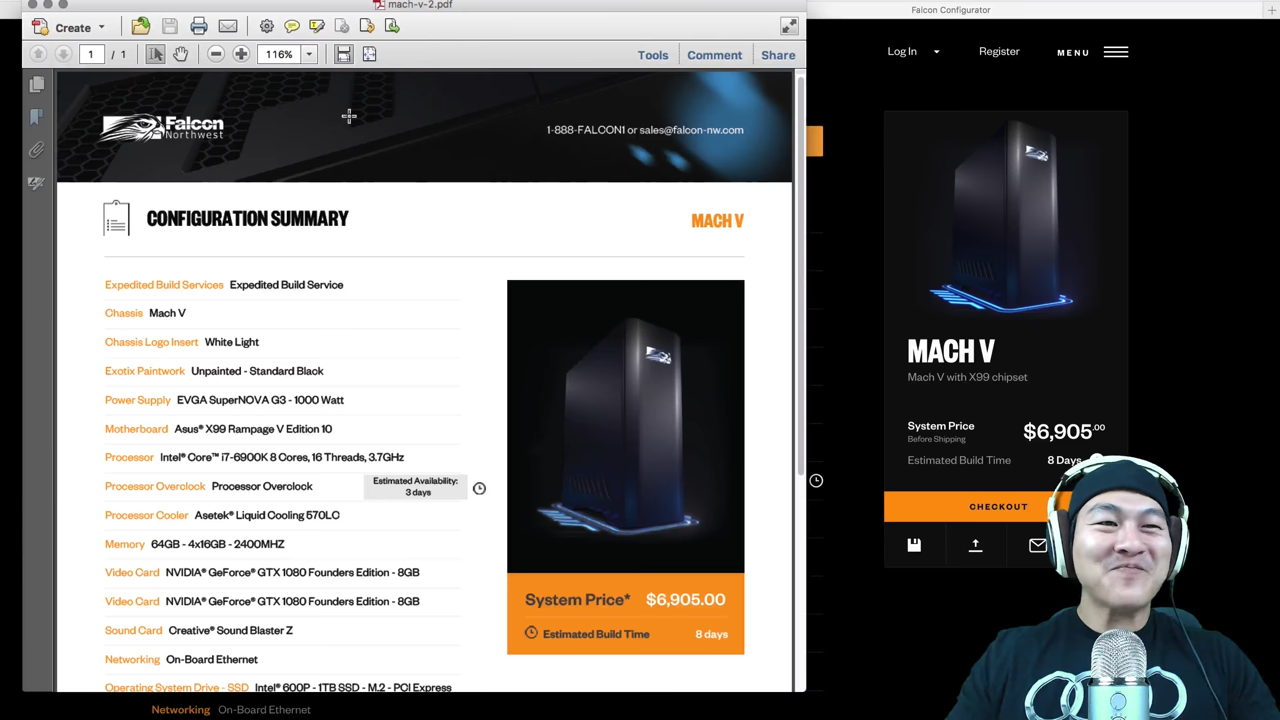 mach-v-2.pdf
Falcon Configurator
Create
1 / 1
116%
Tools
Comment
Share
Log In
Register
MENU
Falcon
Northwest
1-888-FALCON1 or sales@falcon-nw.com
CONFIGURATION SUMMARY
MACH V
Expedited Build Services Expedited Build Service
Chassis Mach V
Chassis Logo Insert White Light
Exotix Paintwork Unpainted - Standard Black
Power Supply EVGA SuperNOVA G3 - 1000 Watt
Motherboard Asus® X99 Rampage V Edition 10
Processor Intel® Core™ i7-6900K 8 Cores, 16 Threads, 3.7GHz
Processor Overclock Processor Overclock
Estimated Availability:
3 days
Processor Cooler Asetek® Liquid Cooling 570LC
Memory 64GB - 4x16GB - 2400MHZ
Video Card NVIDIA® GeForce® GTX 1080 Founders Edition - 8GB
Video Card NVIDIA® GeForce® GTX 1080 Founders Edition - 8GB
Sound Card Creative® Sound Blaster Z
Networking On-Board Ethernet
Operating System Drive - SSD Intel® 600P - 1TB SSD - M.2 - PCI Express
System Price* $6,905.00
Estimated Build Time 8 days
MACH V
Mach V with X99 chipset
System Price
Before Shipping
$6,905.00
Estimated Build Time 8 Days
CHECKOUT
Networking On-Board Ethernet